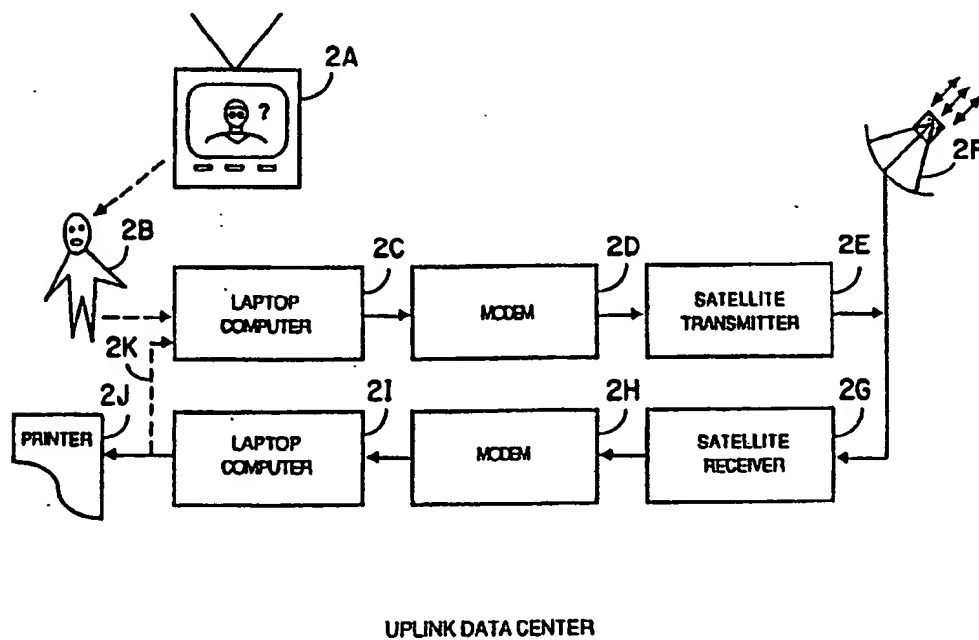 2A
?
2F
2B
2C
2D
2E
LAPTOP
COMPUTER
MODEM
SATELLITE
TRANSMITTER
2K
2J
2I
2H
2G
PRINTER
LAPTOP
COMPUTER
MODEM
SATELLITE
RECEIVER
UPLINK DATA CENTER